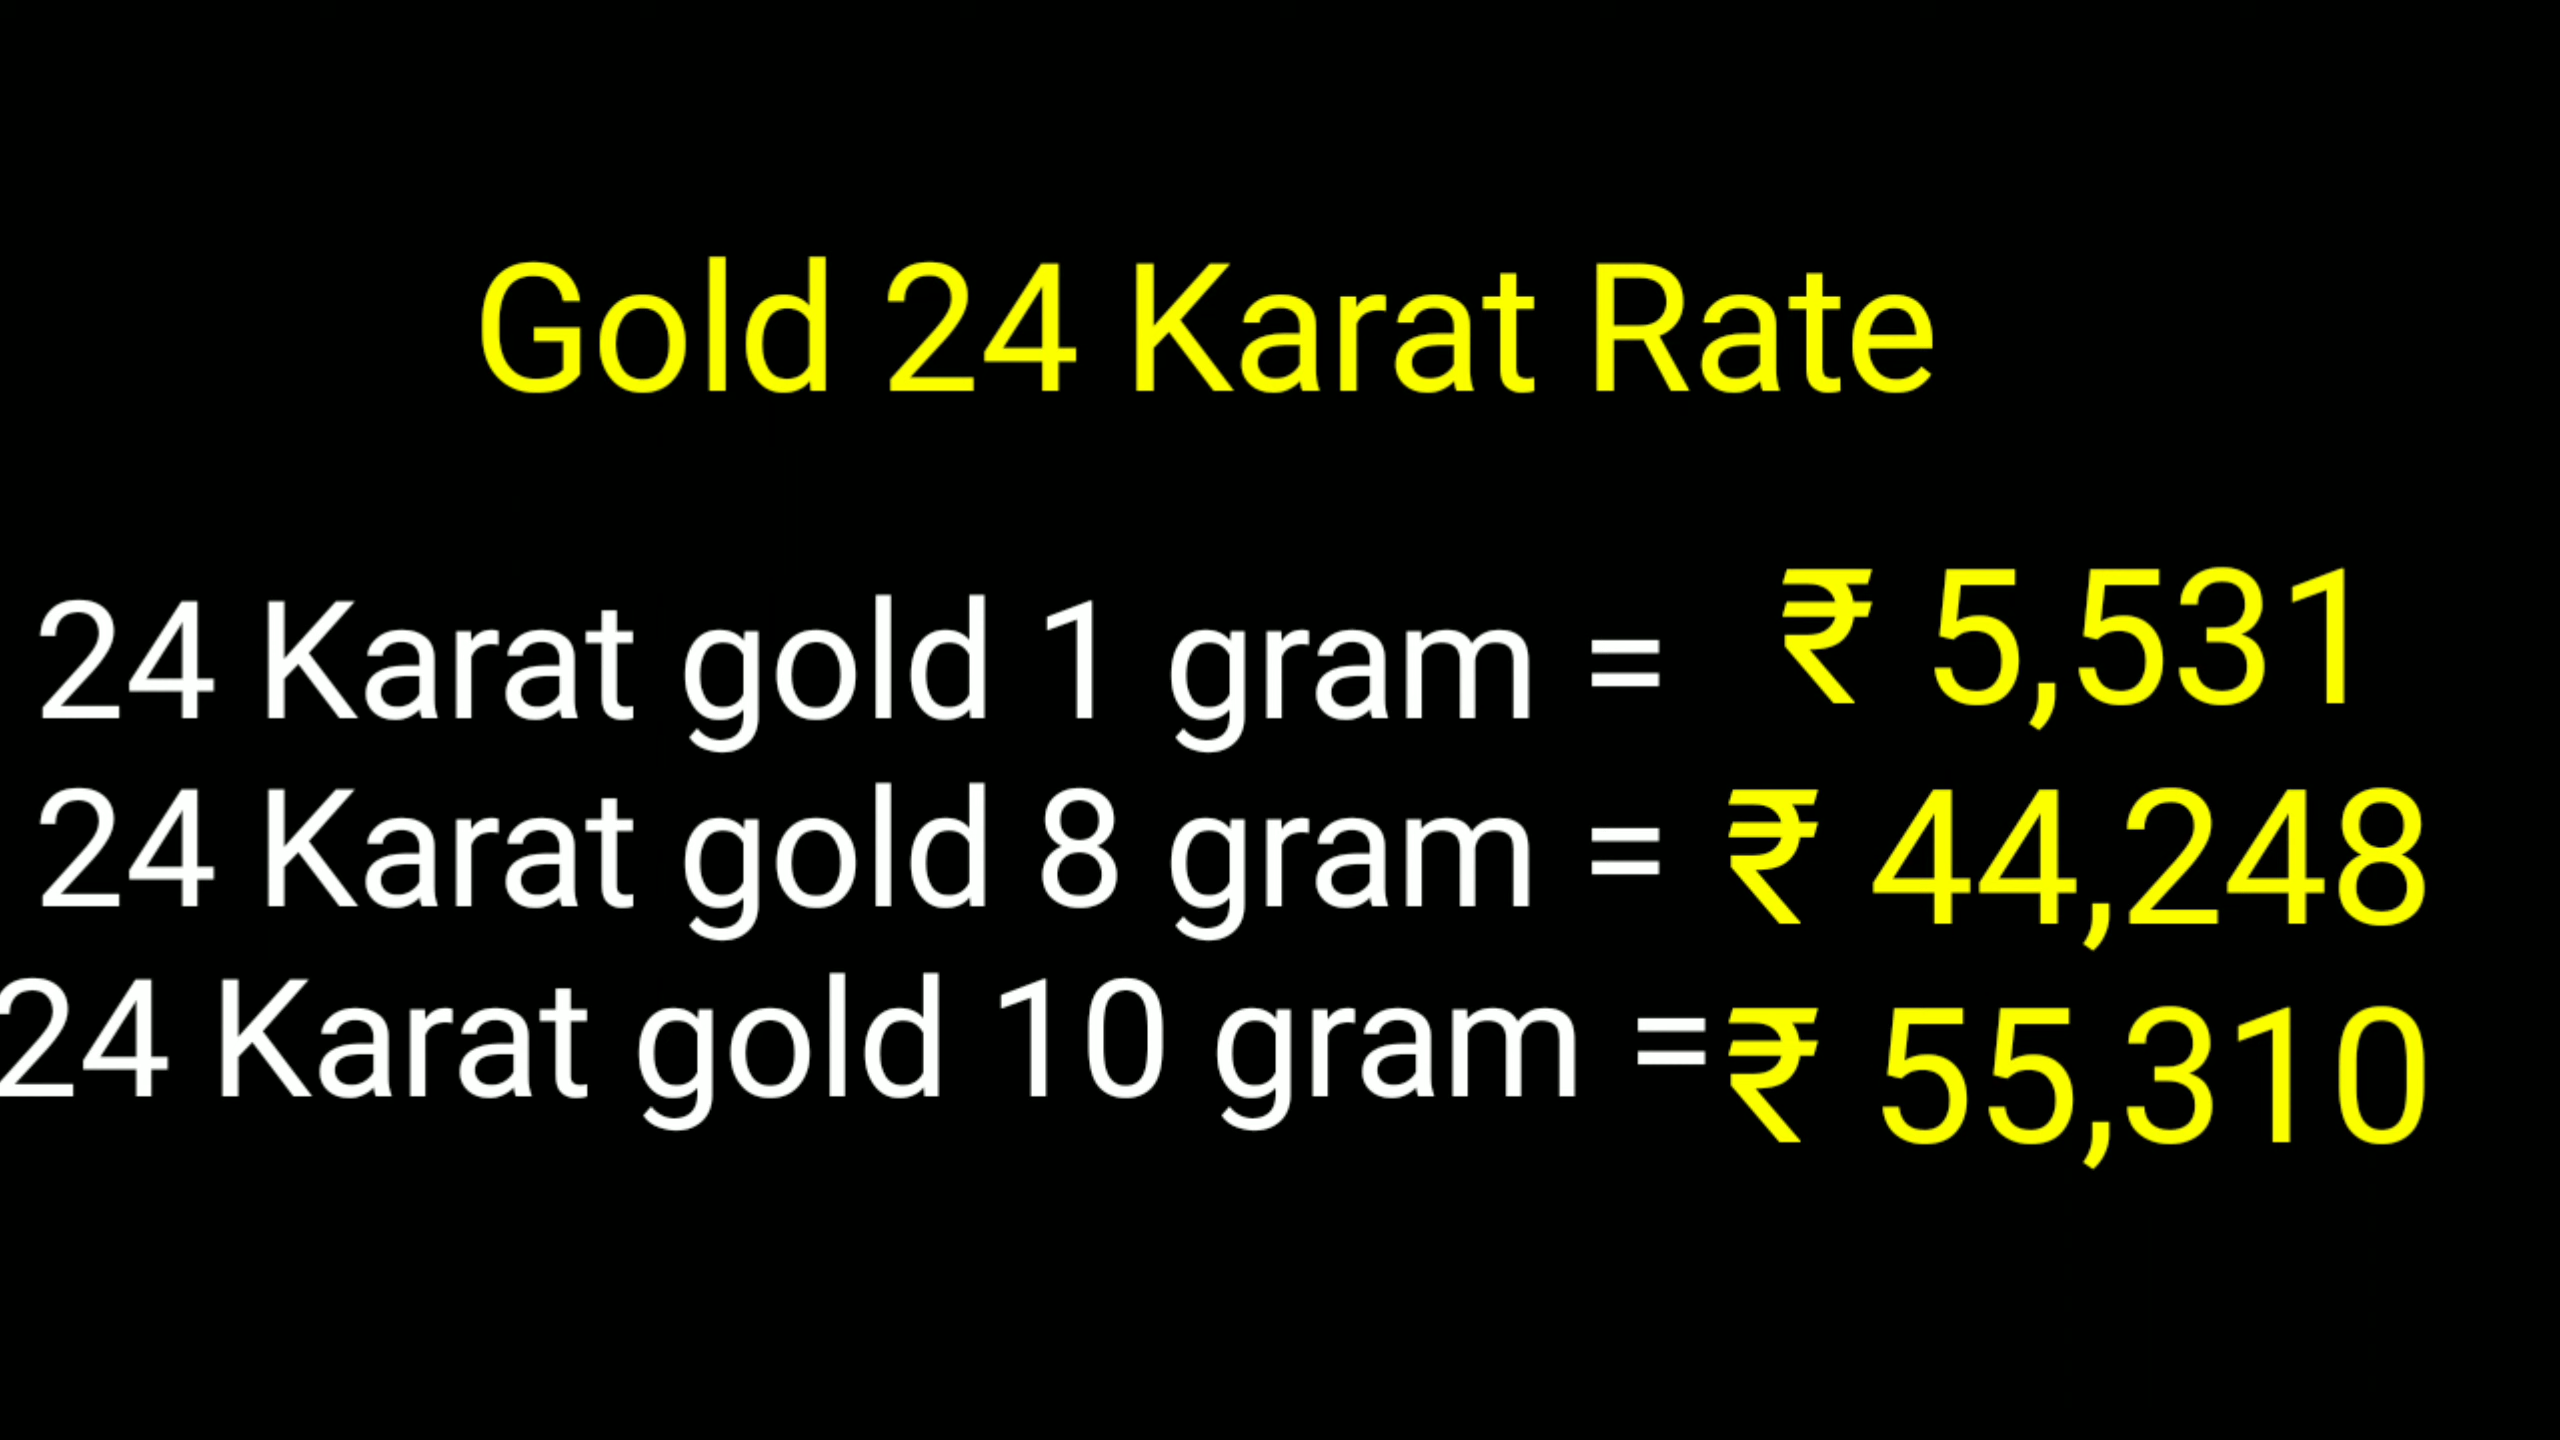 Gold 24 Karat Rate
24 Karat gold 1 gram = ₹ 5,531
24 Karat gold 8 gram = ₹ 44,248
24 Karat gold 10 gram =₹ 55,310